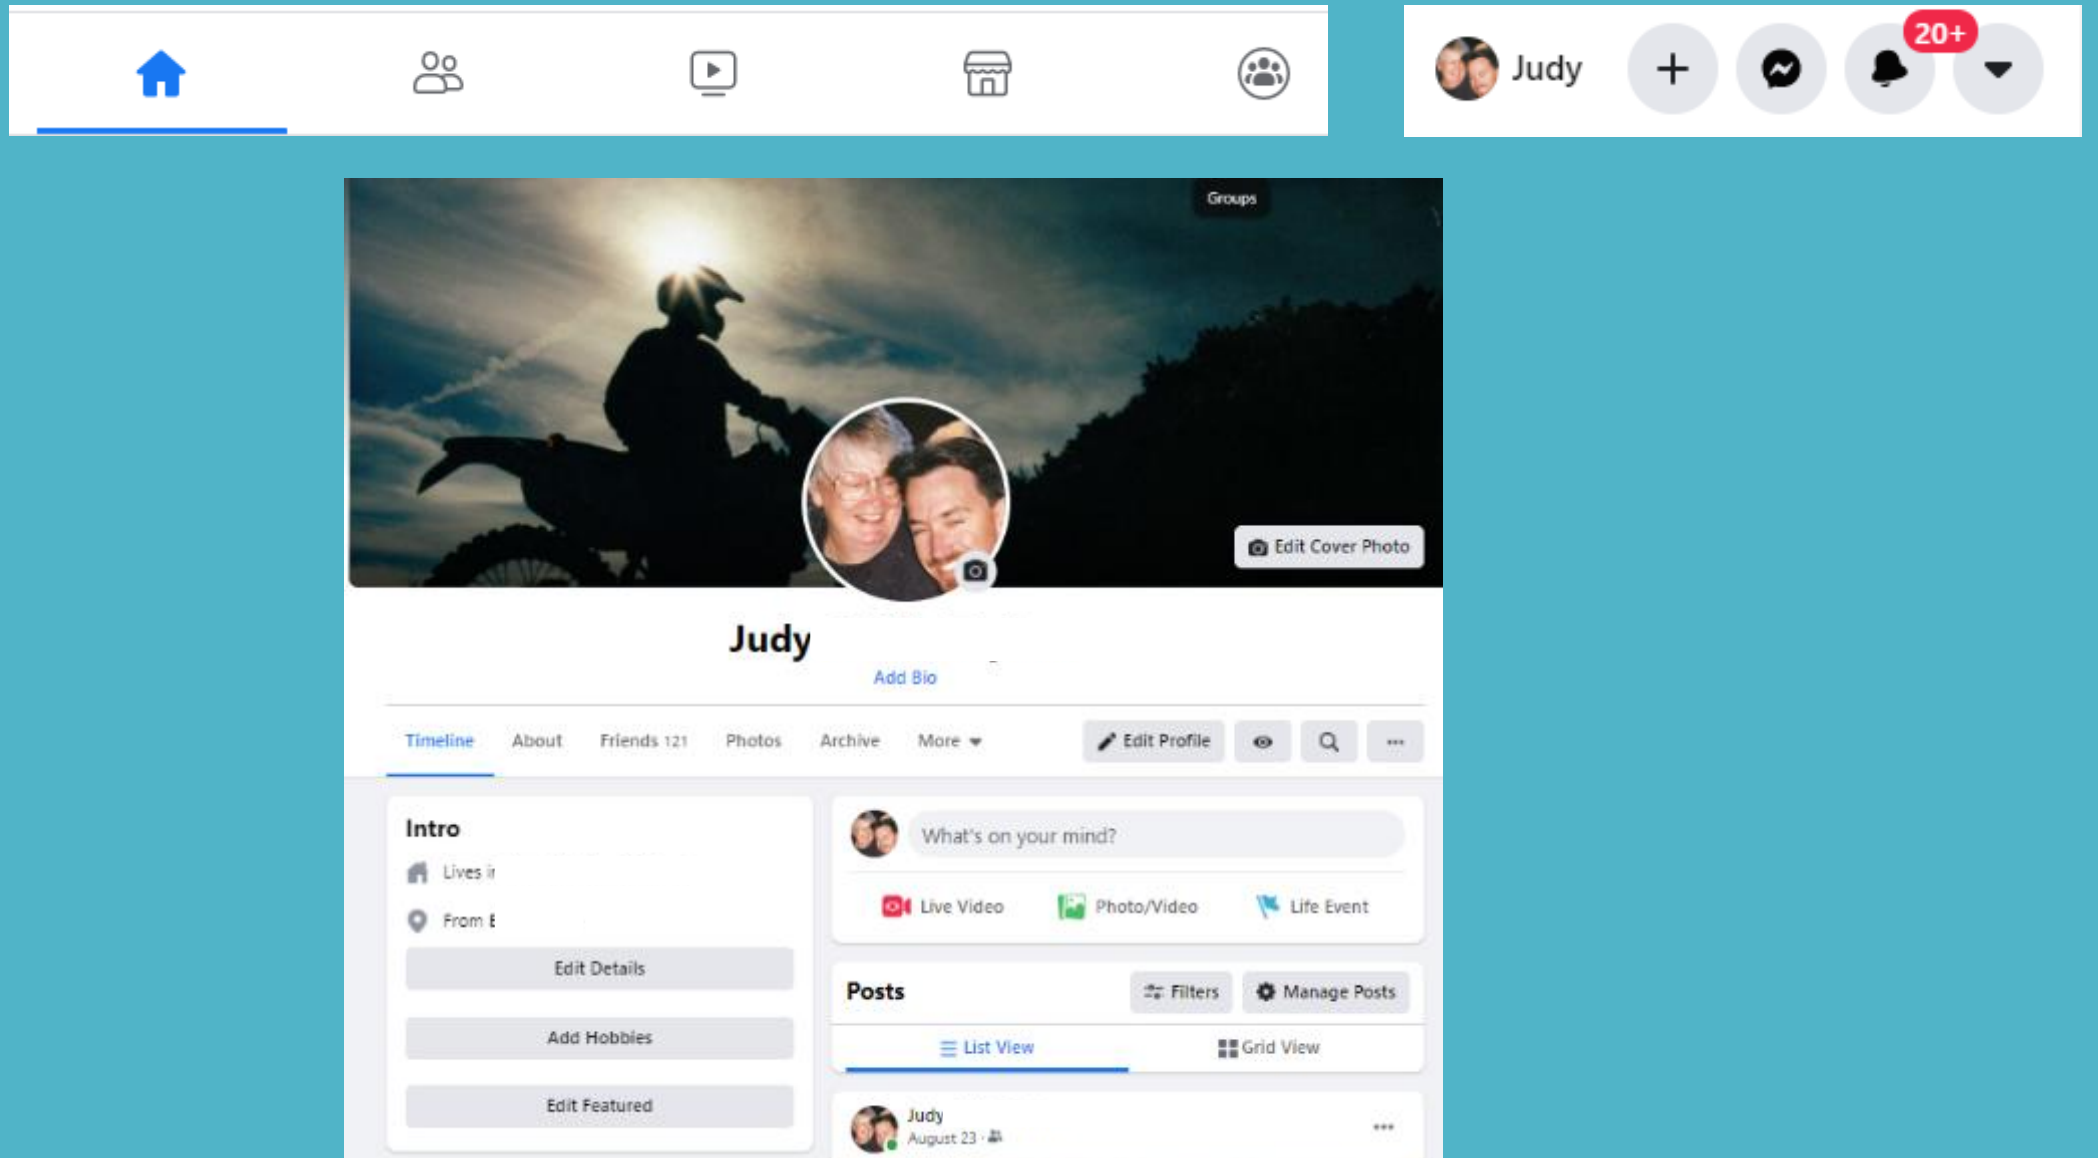 Judy
20+
Groups
Edit Cover Photo
Judy
Add Bio
Timeline About Friends 121 Photos Archive More Edit Profile
Intro
Lives
From
Edit Details
Add Hobbies
Edit Featured
What's on your mind?
Live Video Photo/Video Life Event
Posts Filters Manage Posts
List View Grid View
Judy
August 23 ·